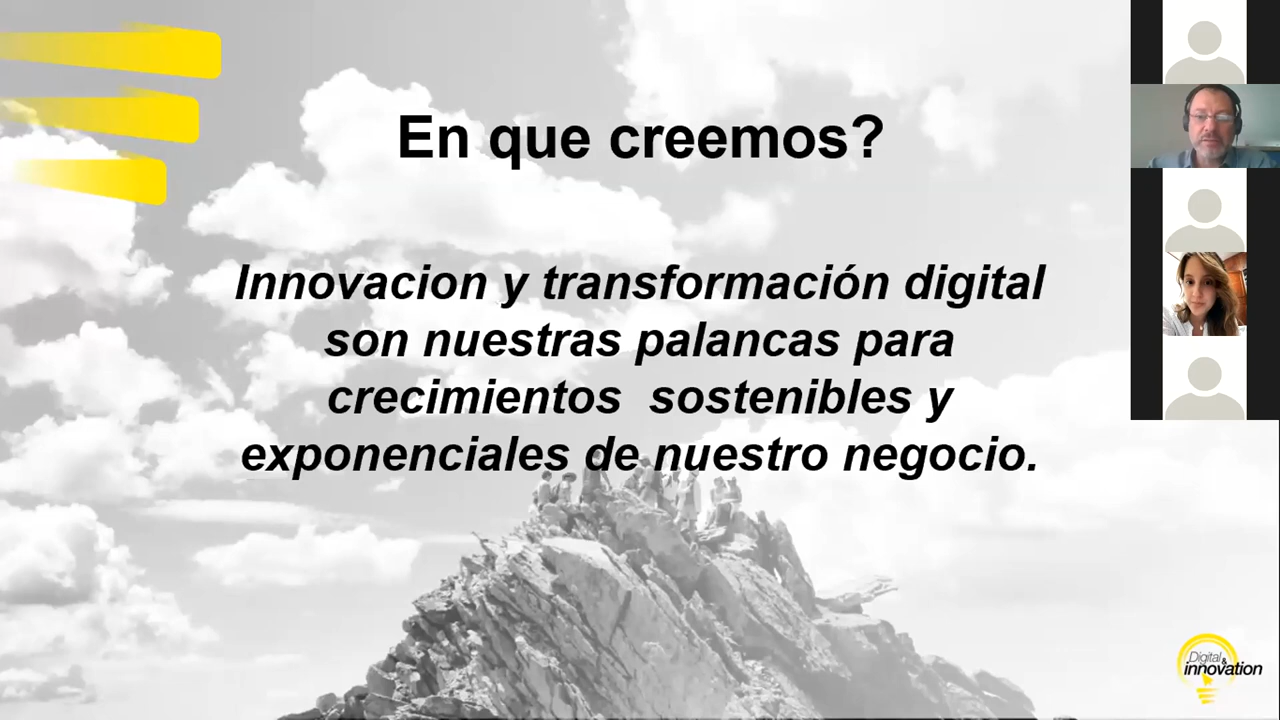 En que creemos?
Innovacion y transformación digital
son nuestras palancas para
crecimientos  sostenibles y
exponenciales de nuestro negocio.
Digital &
innovation